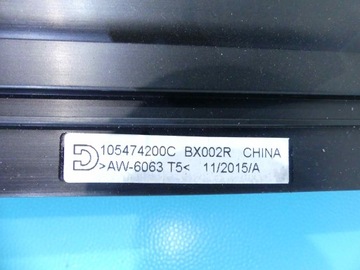 D 105474200C BX002R CHINA
>AW-6063 T5< 11/2015/A